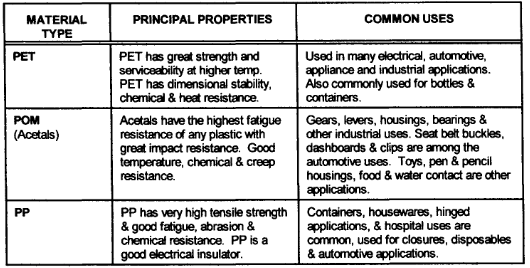 MATERIAL TYPE
PRINCIPAL PROPERTIES
COMMON USES
PET
PET has great strength and
serviceability at higher temp.
PET has dimensional stability,
chemical & heat resistance.
Used in many electrical, automotive,
appliance and industrial applications.
Also commonly used for bottles &
containers.
POM
(Acetals)
Acetals have the highest fatigue
resistance of any plastic with
great impact resistance. Good
temperature, chemical & creep
resistance.
Gears, levers, housings, bearings &
other industrial uses. Seat belt buckles,
dashboards & clips are among the
automotive uses. Toys, pen & pencil
housings, food & water contact are other
applications.
PP
PP has very high tensile strength
& good fatigue, abrasion &
chemical resistance. PP is a
good electrical insulator.
Containers, housewares, hinged
applications, & hospital uses are
common, used for closures, disposables
& automotive applications.